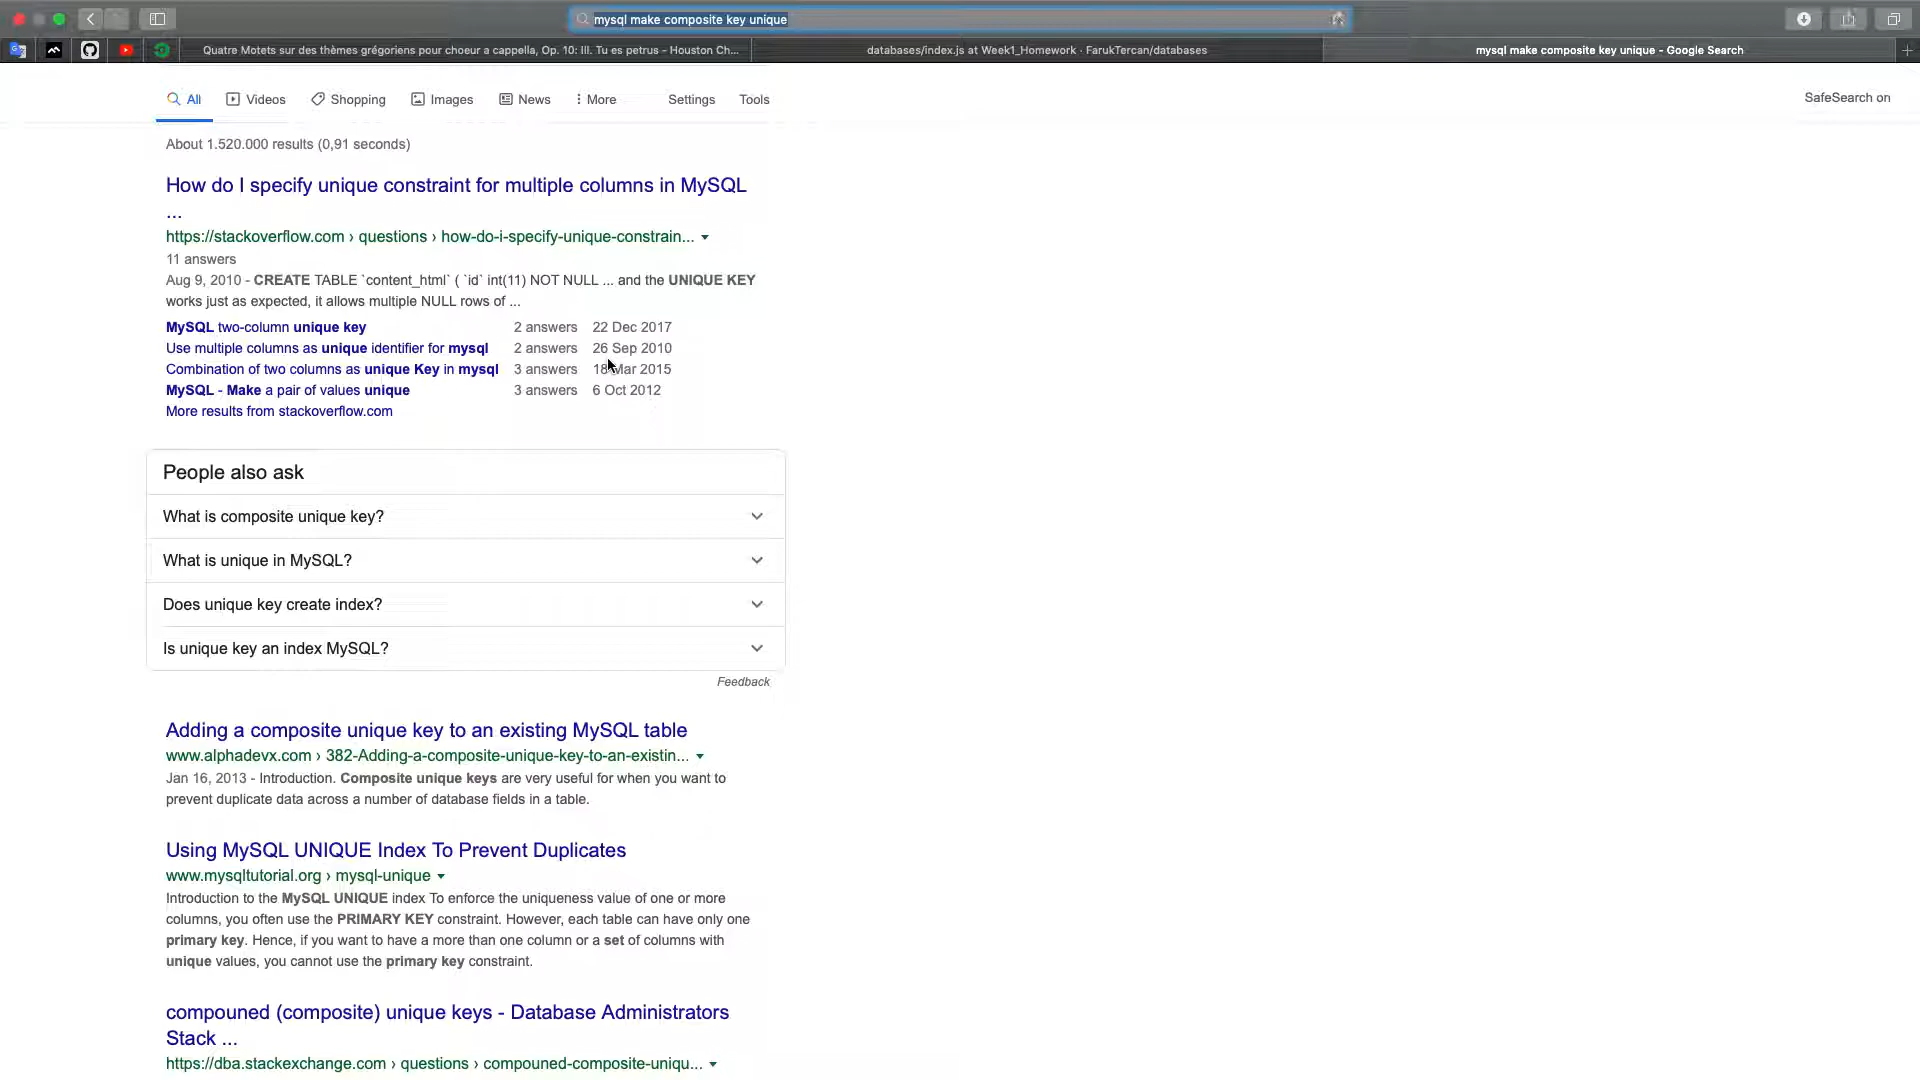 mysql make composite key unique
Quatre Motets sur des thèmes grégoriens pour choeur a cappella, Op. 10: III. Tu es petrus – Houston Ch...
databases/index.js at Week1_Homework · FarukTercan/databases
mysql make composite key unique - Google Search
All
Videos
Shopping
Images
News
More
Settings
Tools
SafeSearch on
About 1.520.000 results (0,91 seconds)
How do I specify unique constraint for multiple columns in MySQL
...
https://stackoverflow.com › questions › how-do-i-specify-unique-constrain...
11 answers
Aug 9, 2010 - CREATE TABLE `content_html` ( `id` int(11) NOT NULL ... and the UNIQUE KEY
works just as expected, it allows multiple NULL rows of ...
MySQL two-column unique key 2 answers 22 Dec 2017
Use multiple columns as unique identifier for mysql 2 answers 26 Sep 2010
Combination of two columns as unique Key in mysql 3 answers 18 Mar 2015
MySQL - Make a pair of values unique 3 answers 6 Oct 2012
More results from stackoverflow.com
People also ask
What is composite unique key?
What is unique in MySQL?
Does unique key create index?
Is unique key an index MySQL?
Feedback
Adding a composite unique key to an existing MySQL table
www.alphadevx.com › 382-Adding-a-composite-unique-key-to-an-existin...
Jan 16, 2013 - Introduction. Composite unique keys are very useful for when you want to
prevent duplicate data across a number of database fields in a table.
Using MySQL UNIQUE Index To Prevent Duplicates
www.mysqltutorial.org › mysql-unique
Introduction to the MySQL UNIQUE index To enforce the uniqueness value of one or more
columns, you often use the PRIMARY KEY constraint. However, each table can have only one
primary key. Hence, if you want to have a more than one column or a set of columns with
unique values, you cannot use the primary key constraint.
compouned (composite) unique keys - Database Administrators
Stack ...
https://dba.stackexchange.com › questions › compouned-composite-uniqu...